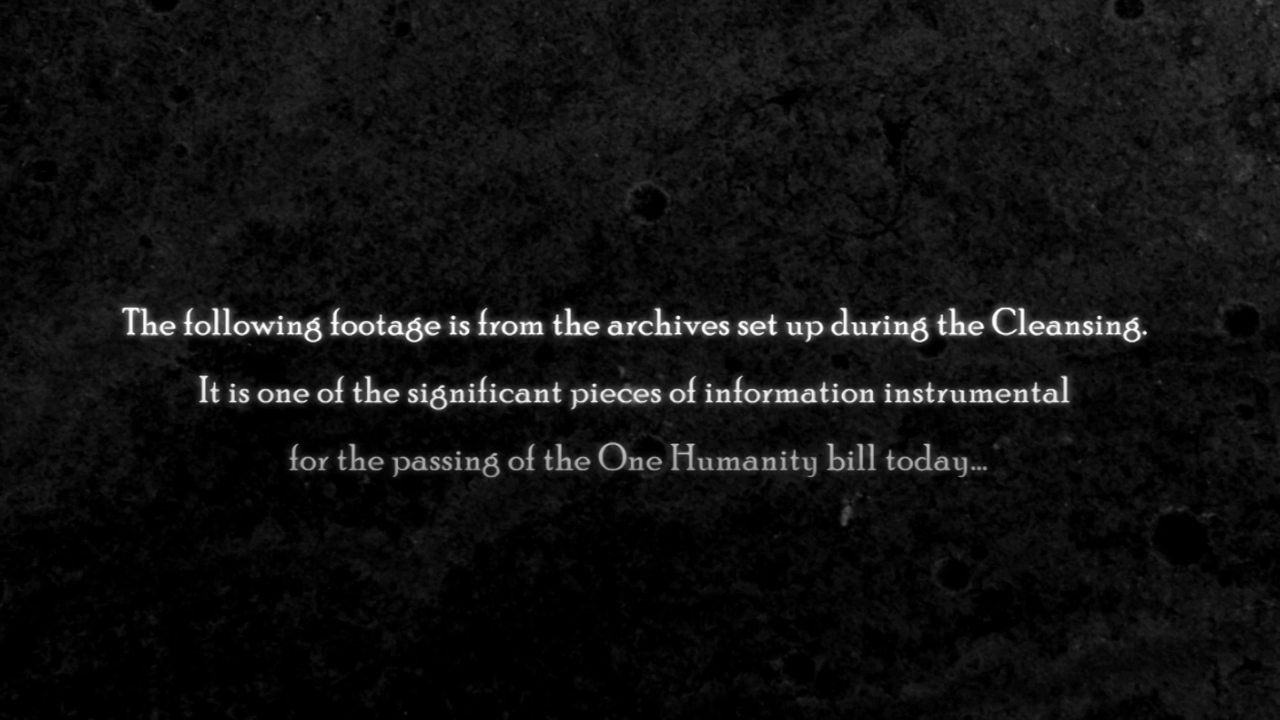 The following footage is from the archives set up during the Cleansing.
It is one of the significant pieces of information instrumental
for the passing of the One Humanity bill today...